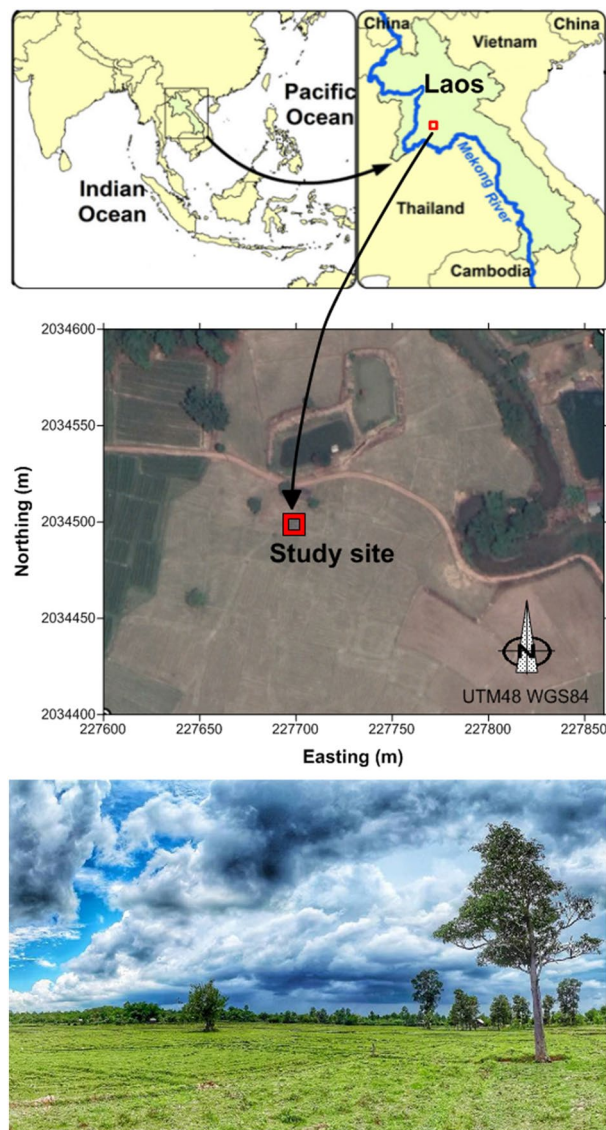 Pacific
Ocean
Indian
Ocean
China
China
Vietnam
Laos
Mekong River
Thailand
Cambodia
2034600
2034550
2034500
2034450
2034400
Northing (m)
Study site
N
UTM48 WGS84
227600
227650
227700
227750
227800
227850
Easting (m)